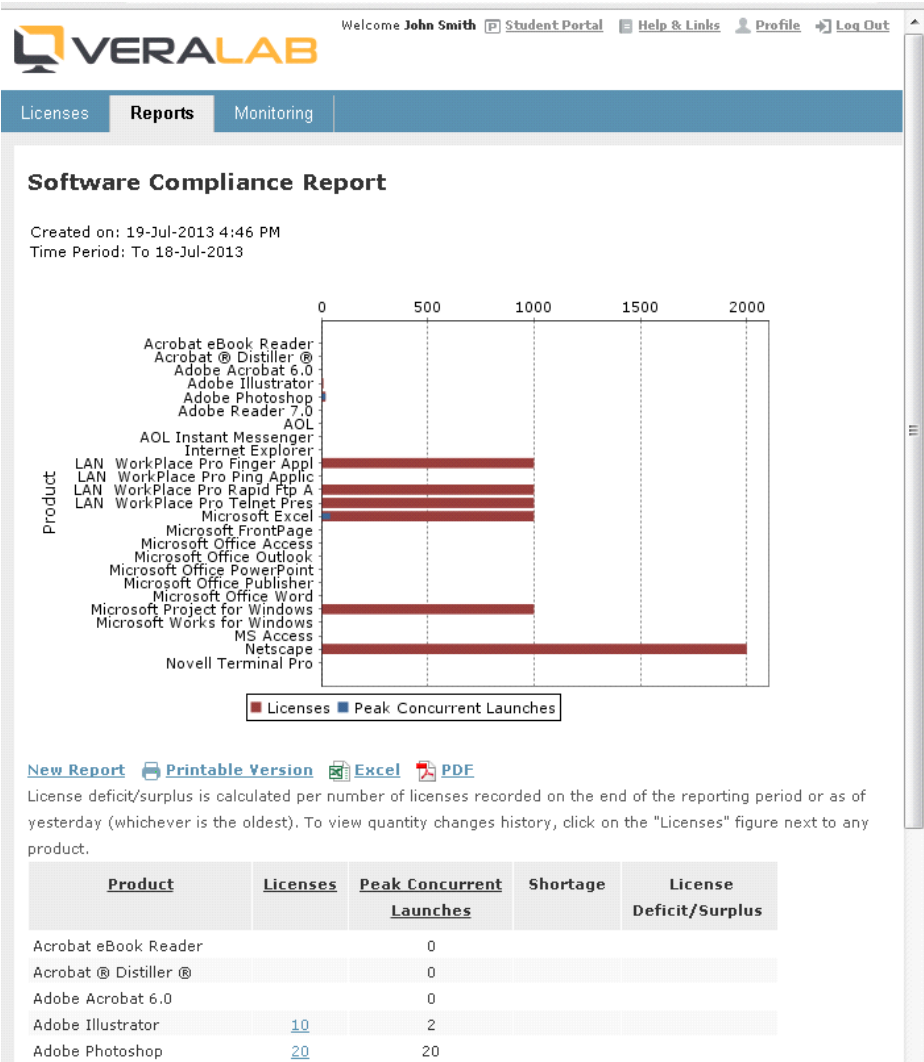 Welcome John Smith Student Portal Help & Links Profile Log Out
VERALAB
Licenses Reports Monitoring
Software Compliance Report
Created on: 19-Jul-2013 4:46 PM
Time Period: To 18-Jul-2013
0 500 1000 1500 2000
Product
Acrobat eBook Reader
Acrobat ® Distiller ®
Adobe Acrobat 6.0
Adobe Illustrator
Adobe Photoshop
Adobe Reader 7.0
AOL
AOL Instant Messenger
Internet Explorer
LAN WorkPlace Pro Finger Appl
LAN WorkPlace Pro Ping Applic
LAN WorkPlace Pro Rapid Ftp A
LAN WorkPlace Pro Telnet Pres
Microsoft Excel
Microsoft FrontPage
Microsoft Office Access
Microsoft Office Outlook
Microsoft Office PowerPoint
Microsoft Office Publisher
Microsoft Office Word
Microsoft Project for Windows
Microsoft Works for Windows
MS Access
Netscape
Novell Terminal Pro
Licenses Peak Concurrent Launches
New Report Printable Version Excel PDF
License deficit/surplus is calculated per number of licenses recorded on the end of the reporting period or as of
yesterday (whichever is the oldest). To view quantity changes history, click on the "Licenses" figure next to any
product.
Product Licenses Peak Concurrent Launches Shortage License Deficit/Surplus
Acrobat eBook Reader 0
Acrobat ® Distiller ® 0
Adobe Acrobat 6.0 0
Adobe Illustrator 10 2
Adobe Photoshop 20 20